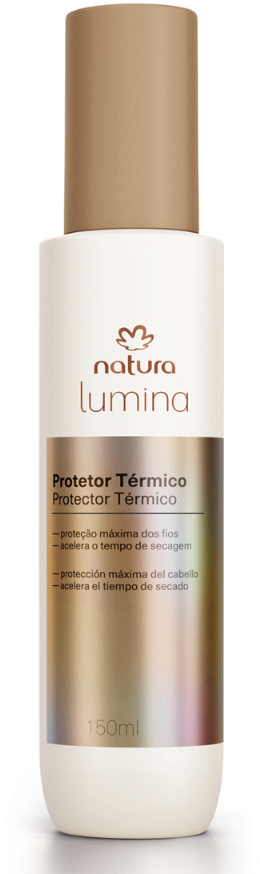 natura
lumina
Protetor Térmico
Protector Térmico
— proteção máxima dos fios
— acelera o tempo de secagem
— protección máxima del cabello
— acelera el tiempo de secado
150ml